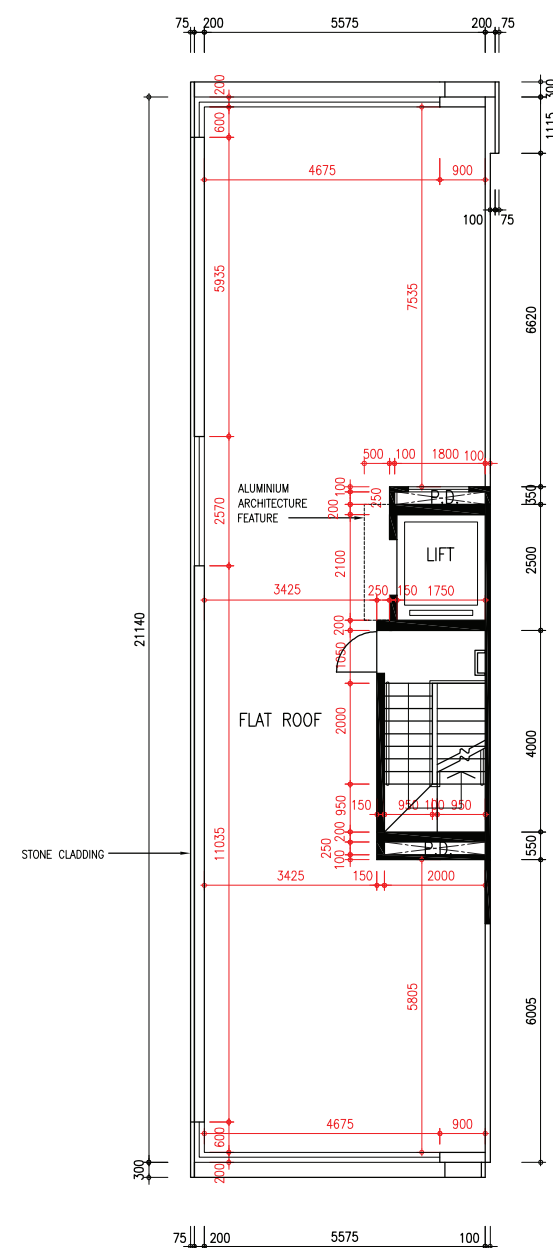 75 200 5575 200 75
300
1115
200
600
4675 900
100 75
5935
7535
6620
500 100 1800 100
100
250
200
350
P.D.
ALUMINIUM
ARCHITECTURE
FEATURE
2570
LIFT
2100
2500
3425 250 150 1750
200
21140
1050
FLAT ROOF
2000
4000
150 950 100 950
950
200
250
100
P.D.
550
STONE CLADDING
11035
3425 150 2000
5805
6005
4675 900
600
200
300
75 200 5575 100